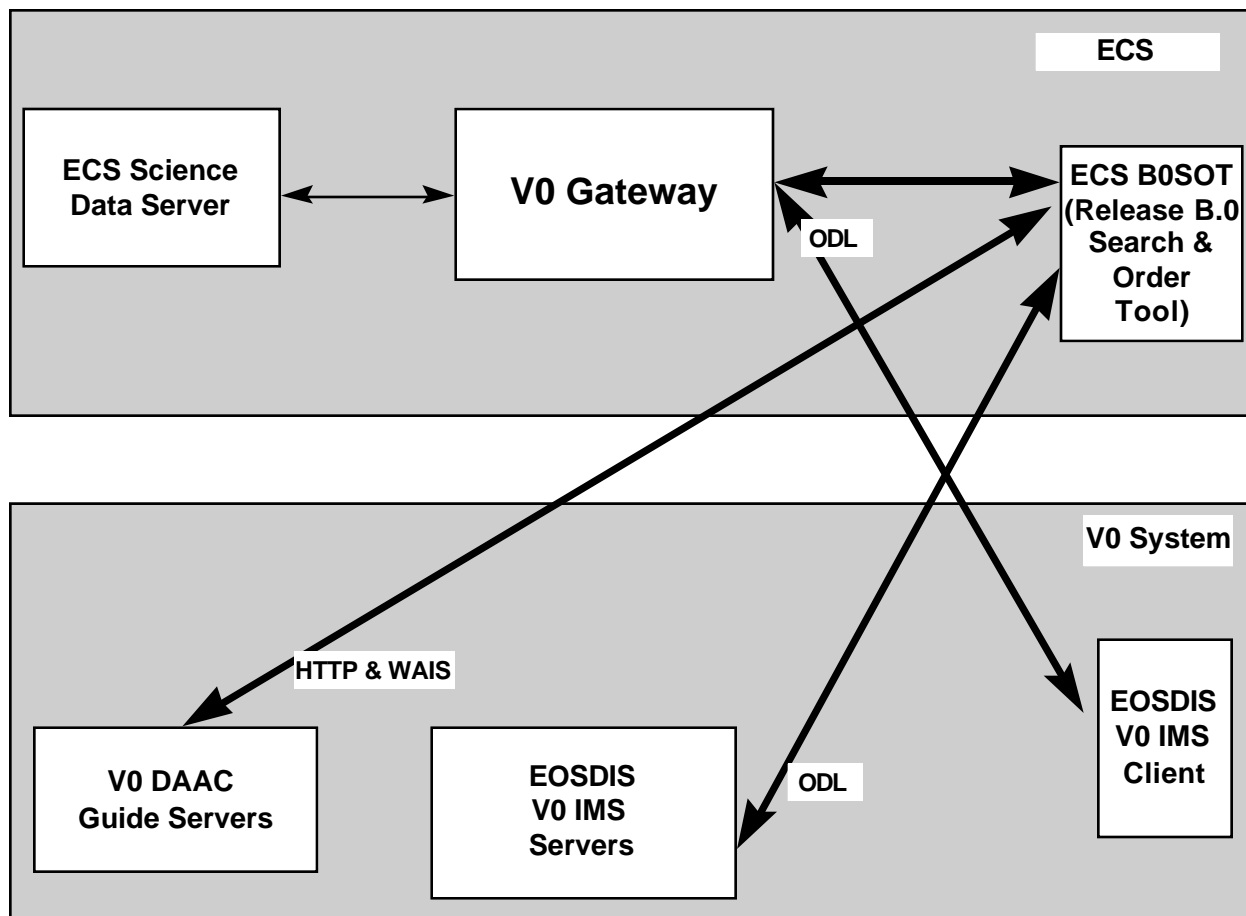 ECS
ECS Science
Data Server
V0 Gateway
ECS B0SOT
(Release B.0
Search &
Order
Tool)
ODL
V0 System
HTTP & WAIS
V0 DAAC
Guide Servers
EOSDIS
V0 IMS
Servers
ODL
EOSDIS
V0 IMS
Client